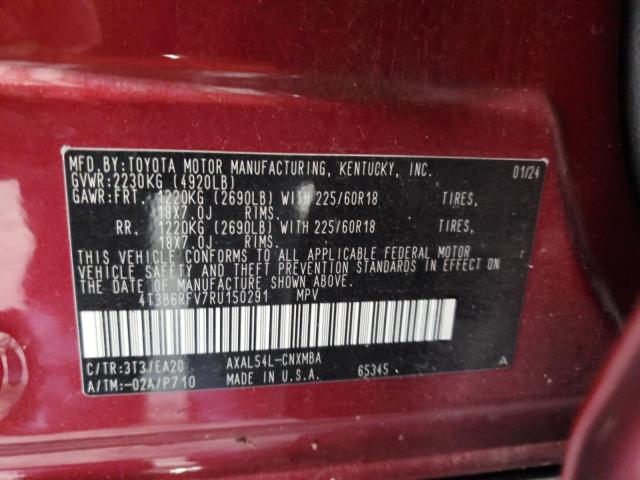 MFD.BY:TOYOTA MOTOR MANUFACTURING, KENTUCKY, INC. 01/24
GVWR:2230KG (4920LB)
GAWR:FRT. 1220KG (2690LB) WITH 225/60R18 TIRES,
18X7.0J RIMS.
RR. 1220KG (2690LB) WITH 225/60R18 TIRES,
18X7.0J RIMS.
THIS VEHICLE CONFORMS TO ALL APPLICABLE FEDERAL MOTOR
VEHICLE SAFETY AND THEFT PREVENTION STANDARDS IN EFFECT ON
THE DATE OF MANUFACTURE SHOWN ABOVE.
4T3B6RFV7RU150291 MPV
C/TR:3T3/EA20 AXAL54L-CNXMBA
A/TM:-02A/P710 MADE IN U.S.A. 65345 A